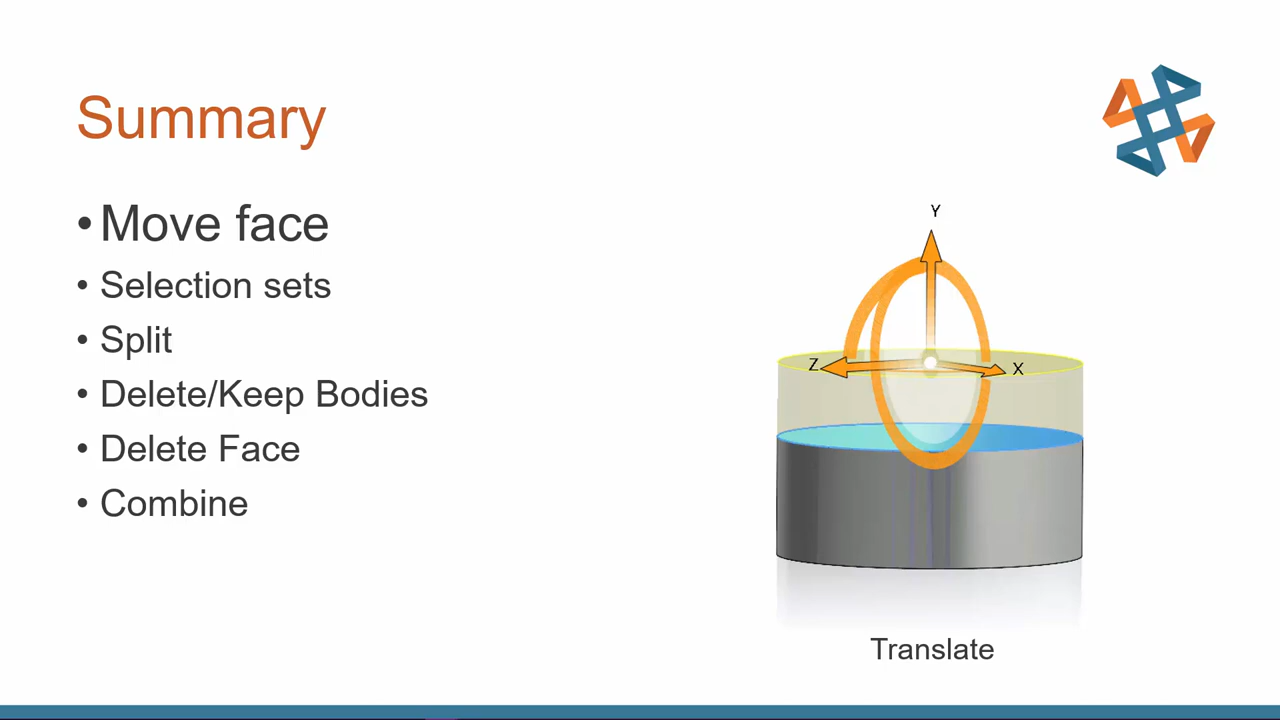 Summary
•Move face
• Selection sets
• Split
• Delete/Keep Bodies
• Delete Face
• Combine
Y
Z
X
Translate